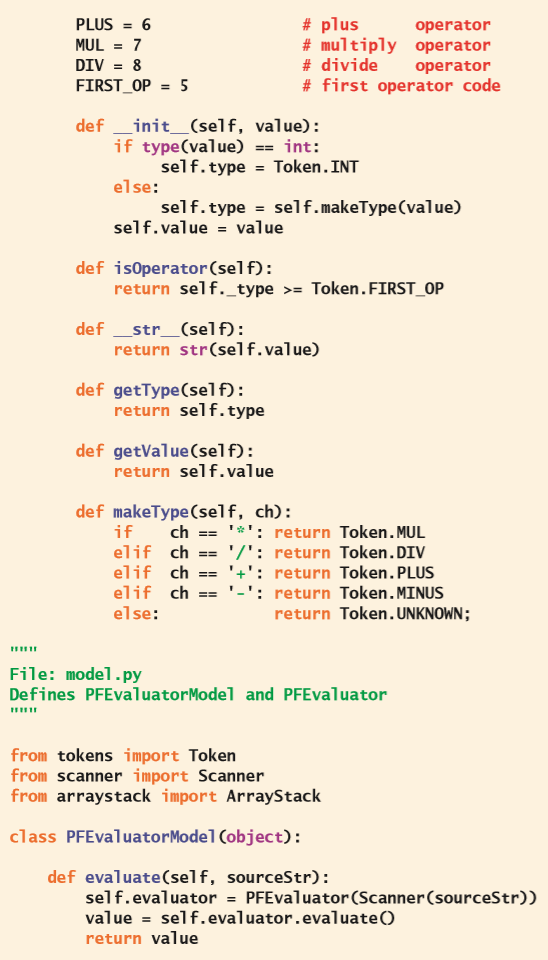 PLUS = 6                # plus      operator
MUL = 7                 # multiply  operator
DIV = 8                 # divide    operator
FIRST_OP = 5            # first operator code
def __init__(self, value):
    if type(value) == int:
         self.type = Token.INT
    else:
         self.type = self.makeType(value)
    self.value = value
def isOperator(self):
    return self._type >= Token.FIRST_OP
def __str__(self):
    return str(self.value)
def getType(self):
    return self.type
def getValue(self):
    return self.value
def makeType(self, ch):
    if    ch == '*': return Token.MUL
    elif  ch == '/': return Token.DIV
    elif  ch == '+': return Token.PLUS
    elif  ch == '-': return Token.MINUS
    else:            return Token.UNKNOWN;
"""
File: model.py
Defines PFEvaluatorModel and PFEvaluator
"""
from tokens import Token
from scanner import Scanner
from arraystack import ArrayStack
class PFEvaluatorModel(object):
    def evaluate(self, sourceStr):
        self.evaluator = PFEvaluator(Scanner(sourceStr))
        value = self.evaluator.evaluate()
        return value